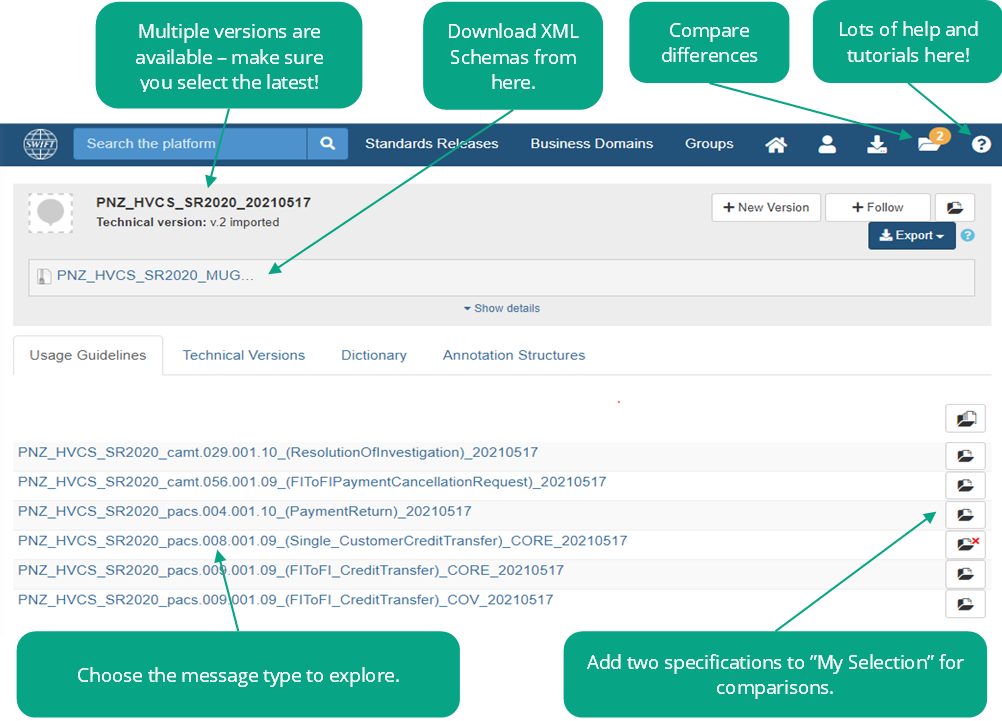 Multiple versions are
available – make sure
you select the latest!
Download XML
Schemas from
here.
Compare
differences
Lots of help and
tutorials here!
SWIFT
Search the platform
Standards Releases
Business Domains
Groups
2
?
PNZ_HVCS_SR2020_20210517
Technical version: v.2 imported
+ New Version
+ Follow
Export
?
PNZ_HVCS_SR2020_MUG...
Show details
Usage Guidelines
Technical Versions
Dictionary
Annotation Structures
PNZ_HVCS_SR2020_camt.029.001.10_(ResolutionOfInvestigation)_20210517
PNZ_HVCS_SR2020_camt.056.001.09_(FIToFIPaymentCancellationRequest)_20210517
PNZ_HVCS_SR2020_pacs.004.001.10_(PaymentReturn)_20210517
PNZ_HVCS_SR2020_pacs.008.001.09_(Single_CustomerCreditTransfer)_CORE_20210517
PNZ_HVCS_SR2020_pacs.009.001.09_(FIToFI_CreditTransfer)_CORE_20210517
PNZ_HVCS_SR2020_pacs.009.001.09_(FIToFI_CreditTransfer)_COV_20210517
Choose the message type to explore.
Add two specifications to ”My Selection” for
comparisons.